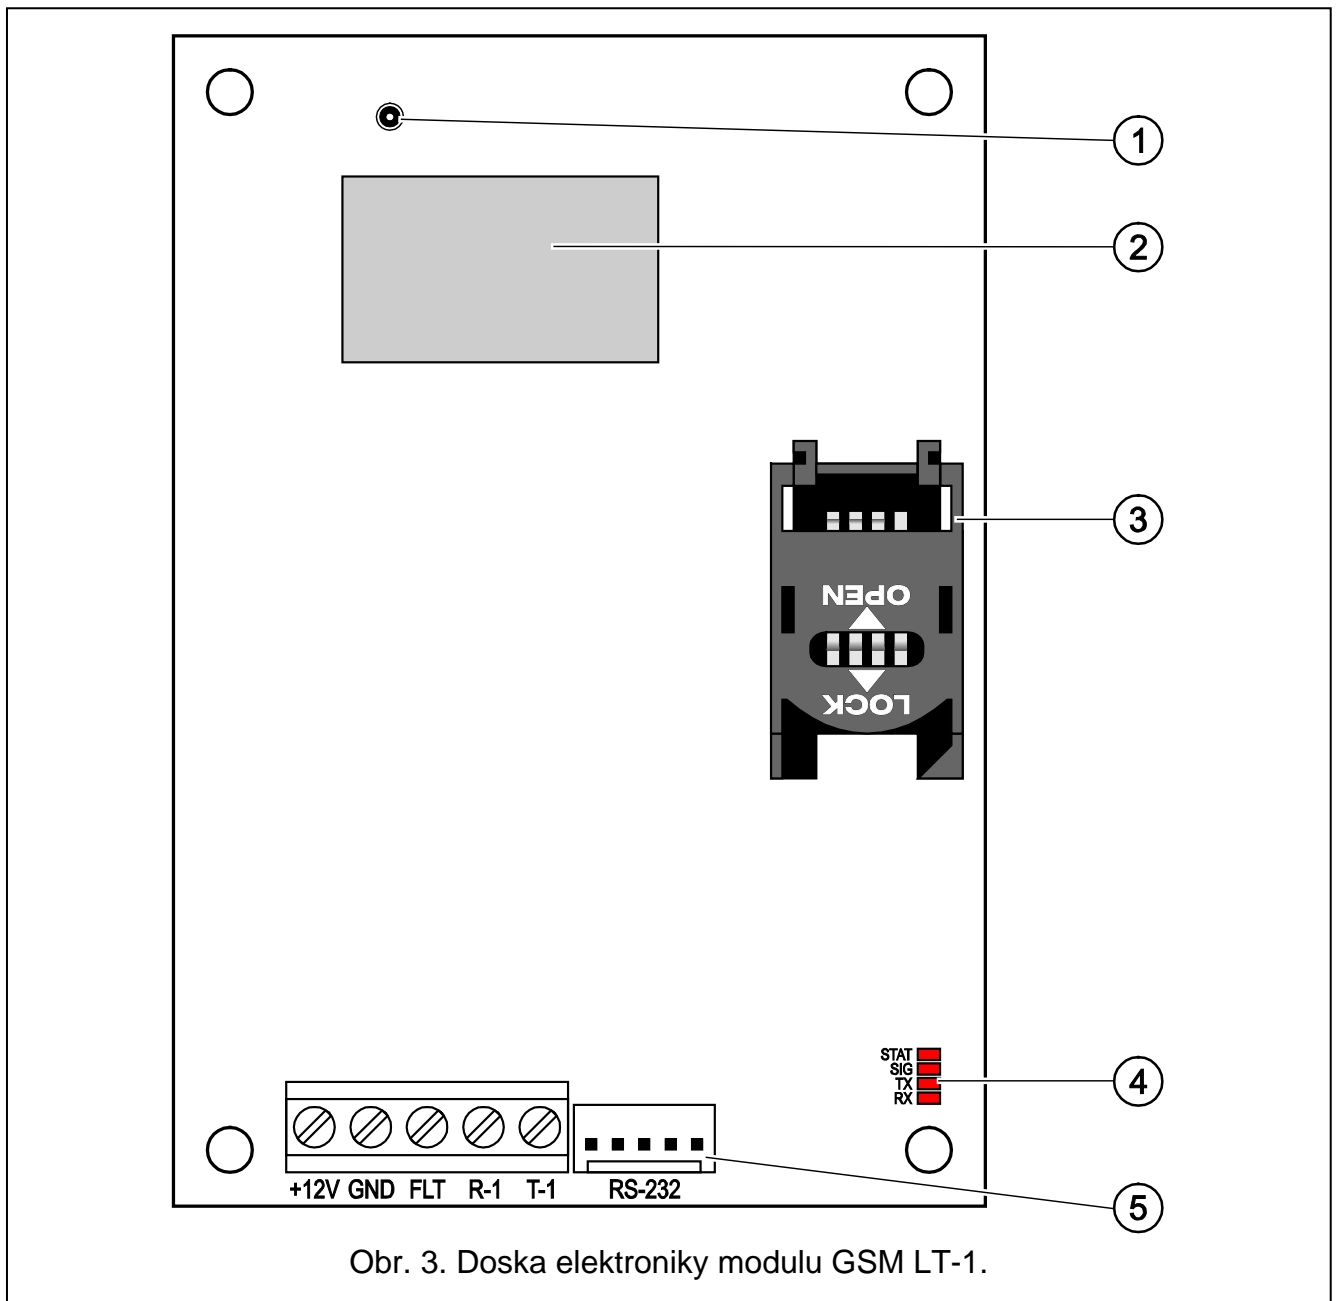 1
2
3
OPEN
LOCK
STAT
SIG
TX
RX
4
+12V GND FLT R-1 T-1 RS-232
5
Obr. 3. Doska elektroniky modulu GSM LT-1.